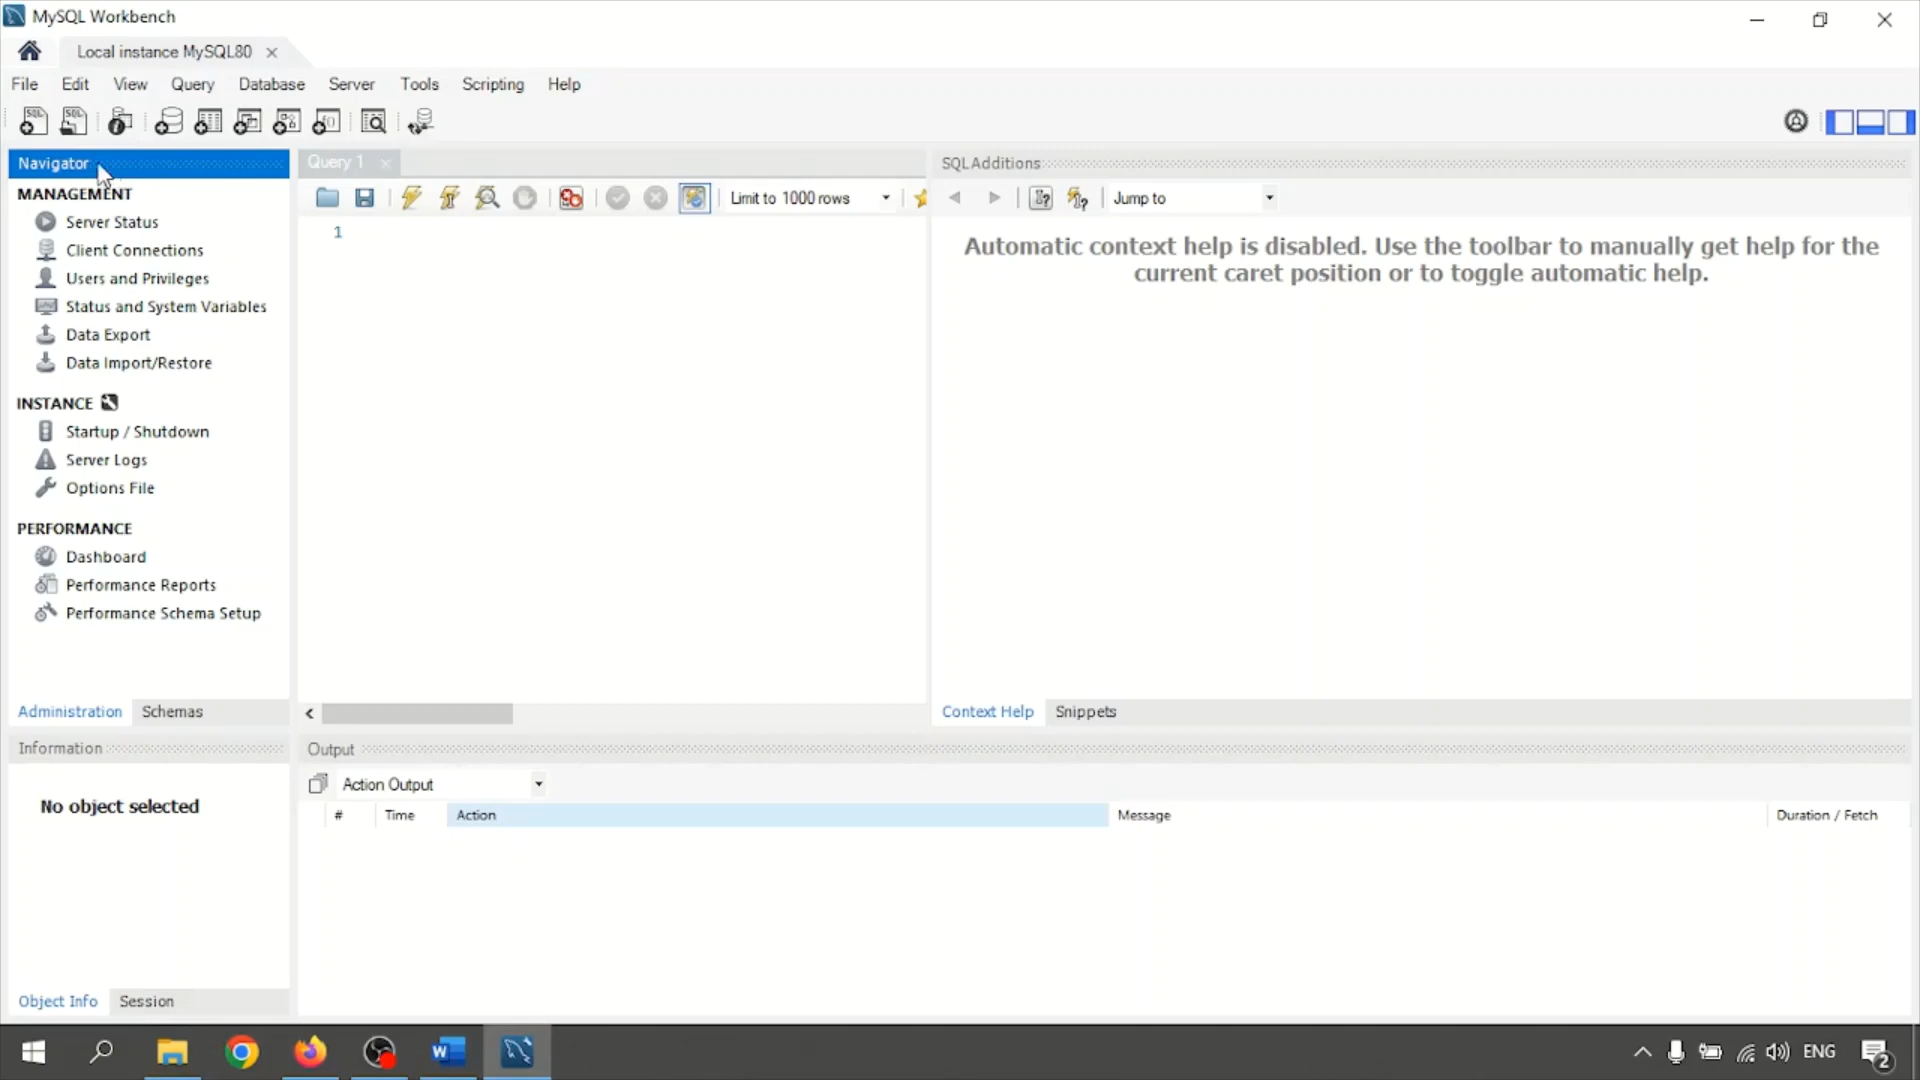 MySQL Workbench
Local instance MySQL80
File Edit View Query Database Server Tools Scripting Help
Navigator
MANAGEMENT
Server Status
Client Connections
Users and Privileges
Status and System Variables
Data Export
Data Import/Restore
INSTANCE
Startup / Shutdown
Server Logs
Options File
PERFORMANCE
Dashboard
Performance Reports
Performance Schema Setup
Administration Schemas
Information
No object selected
Object Info Session
Query 1
Limit to 1000 rows
1
SQLAdditions
Jump to
Automatic context help is disabled. Use the toolbar to manually get help for the
current caret position or to toggle automatic help.
Context Help Snippets
Output
Action Output
# Time Action Message Duration / Fetch
ENG
2